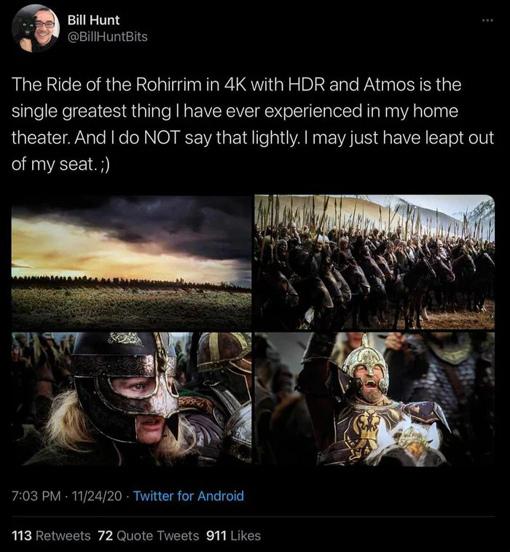 Bill Hunt
@BillHuntBits
The Ride of the Rohirrim in 4K with HDR and Atmos is the
single greatest thing I have ever experienced in my home
theater. And I do NOT say that lightly. I may just have leapt out
of my seat. ;)
7:03 PM · 11/24/20 · Twitter for Android
113 Retweets 72 Quote Tweets 911 Likes